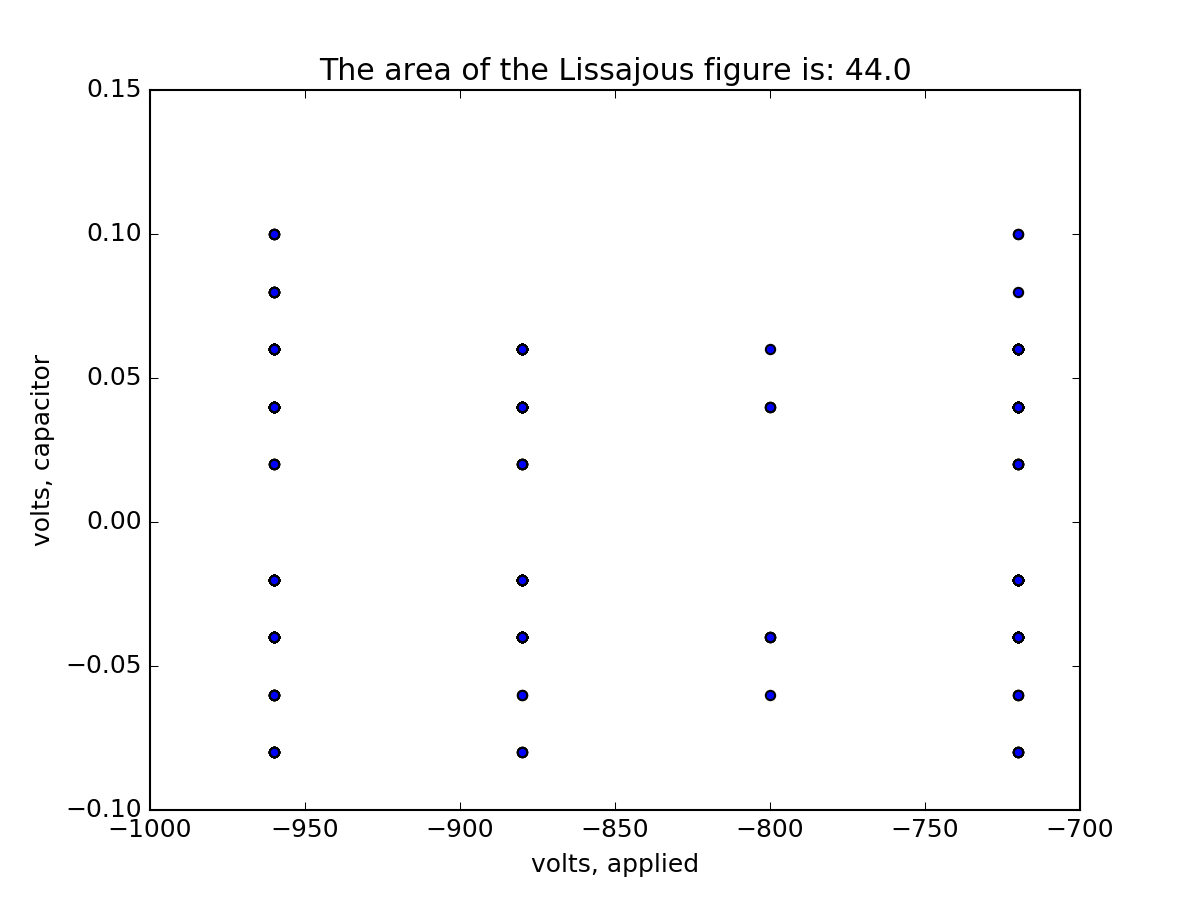 The area of the Lissajous figure is: 44.0
0.15
0.10
0.05
0.00
−0.05
−0.10
volts, capacitor
−1000 −950 −900 −850 −800 −750 −700
volts, applied